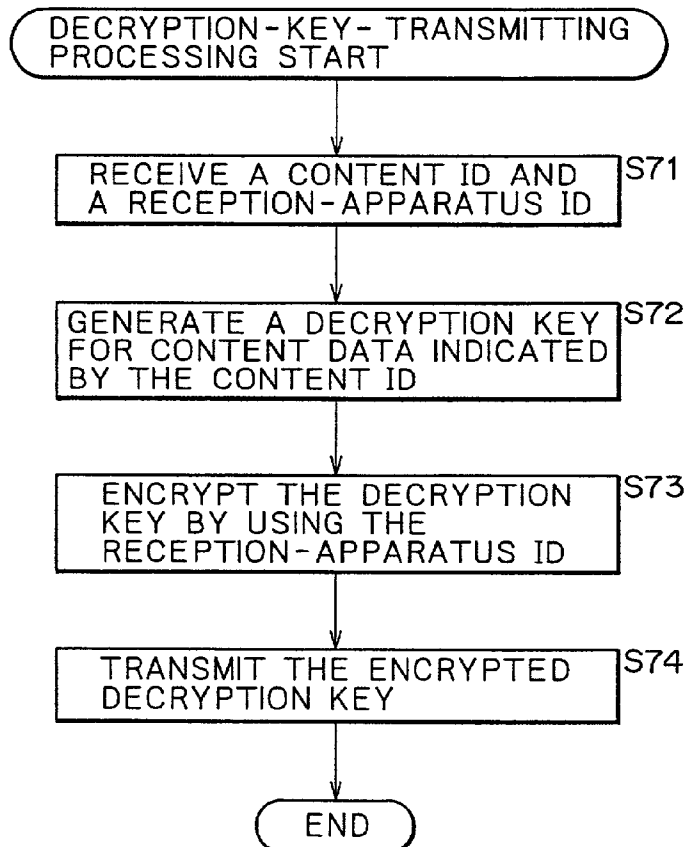 DECRYPTION-KEY-TRANSMITTING
PROCESSING START
S71
RECEIVE A CONTENT ID AND
A RECEPTION-APPARATUS ID
S72
GENERATE A DECRYPTION KEY
FOR CONTENT DATA INDICATED
BY THE CONTENT ID
S73
ENCRYPT THE DECRYPTION
KEY BY USING THE
RECEPTION-APPARATUS ID
S74
TRANSMIT THE ENCRYPTED
DECRYPTION KEY
END